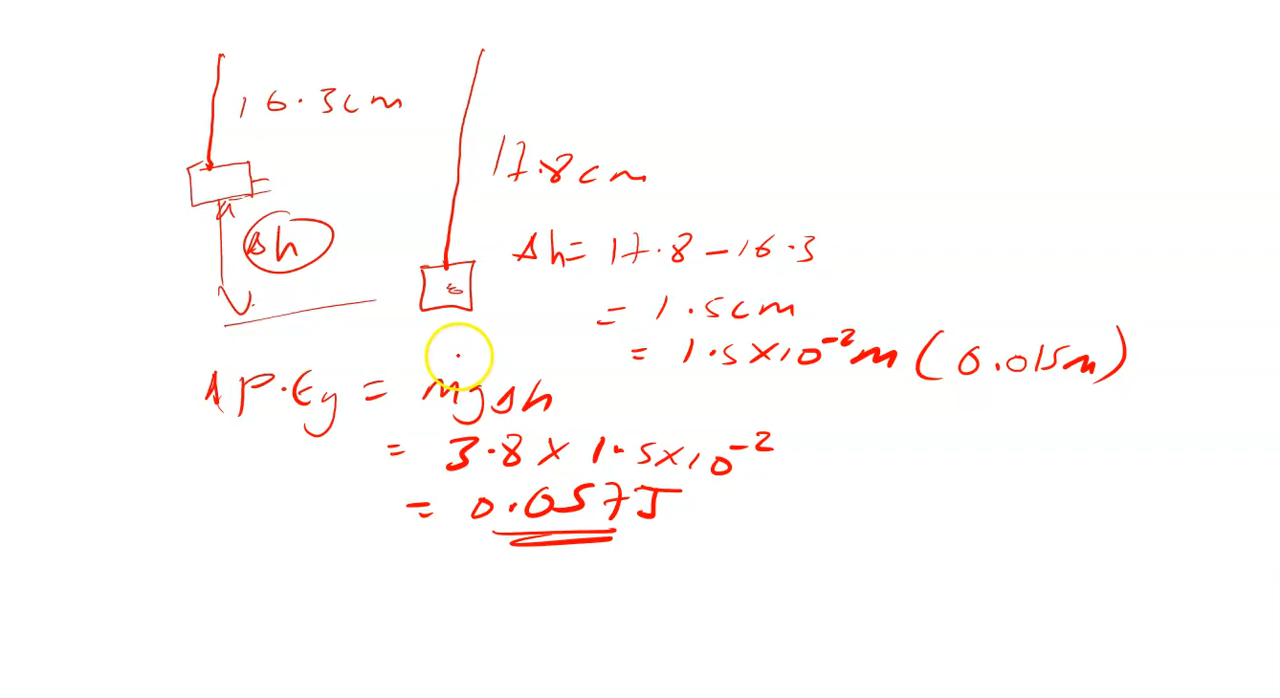 16.3cm
17.8cm
Δh
Δh = 17.8 - 16.3
= 1.5cm
= 1.5×10⁻²m (0.015m)
ΔP.Eg = mgΔh
= 3.8 × 1.5×10⁻²
= 0.057J